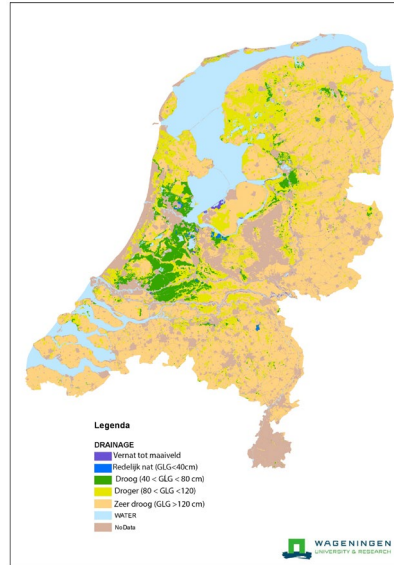 Legenda
DRAINAGE
Vernat tot maaiveld
Redelijk nat (GLG<40cm)
Droog (40 < GLG < 80 cm)
Droger (80 < GLG <120)
Zeer droog (GLG >120 cm)
WATER
NoData
WAGENINGEN
UNIVERSITY & RESEARCH